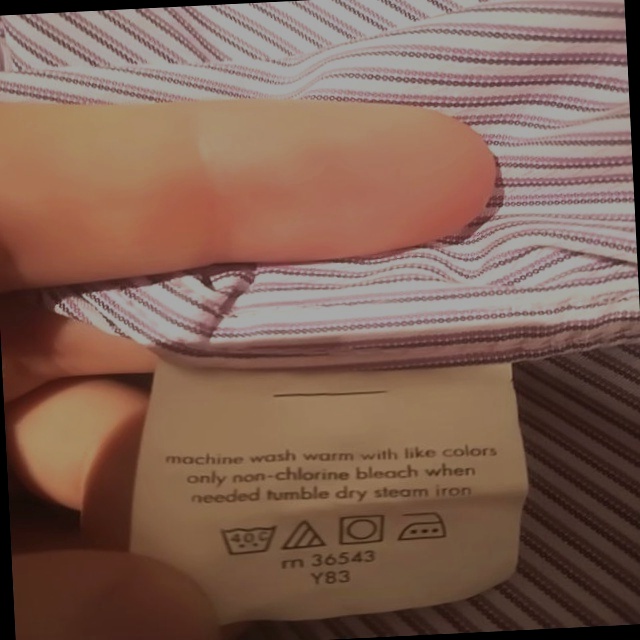 machine wash warm with like colors
only non-chlorine bleach when
needed tumble dry steam iron
40c
rn 36543
Y83